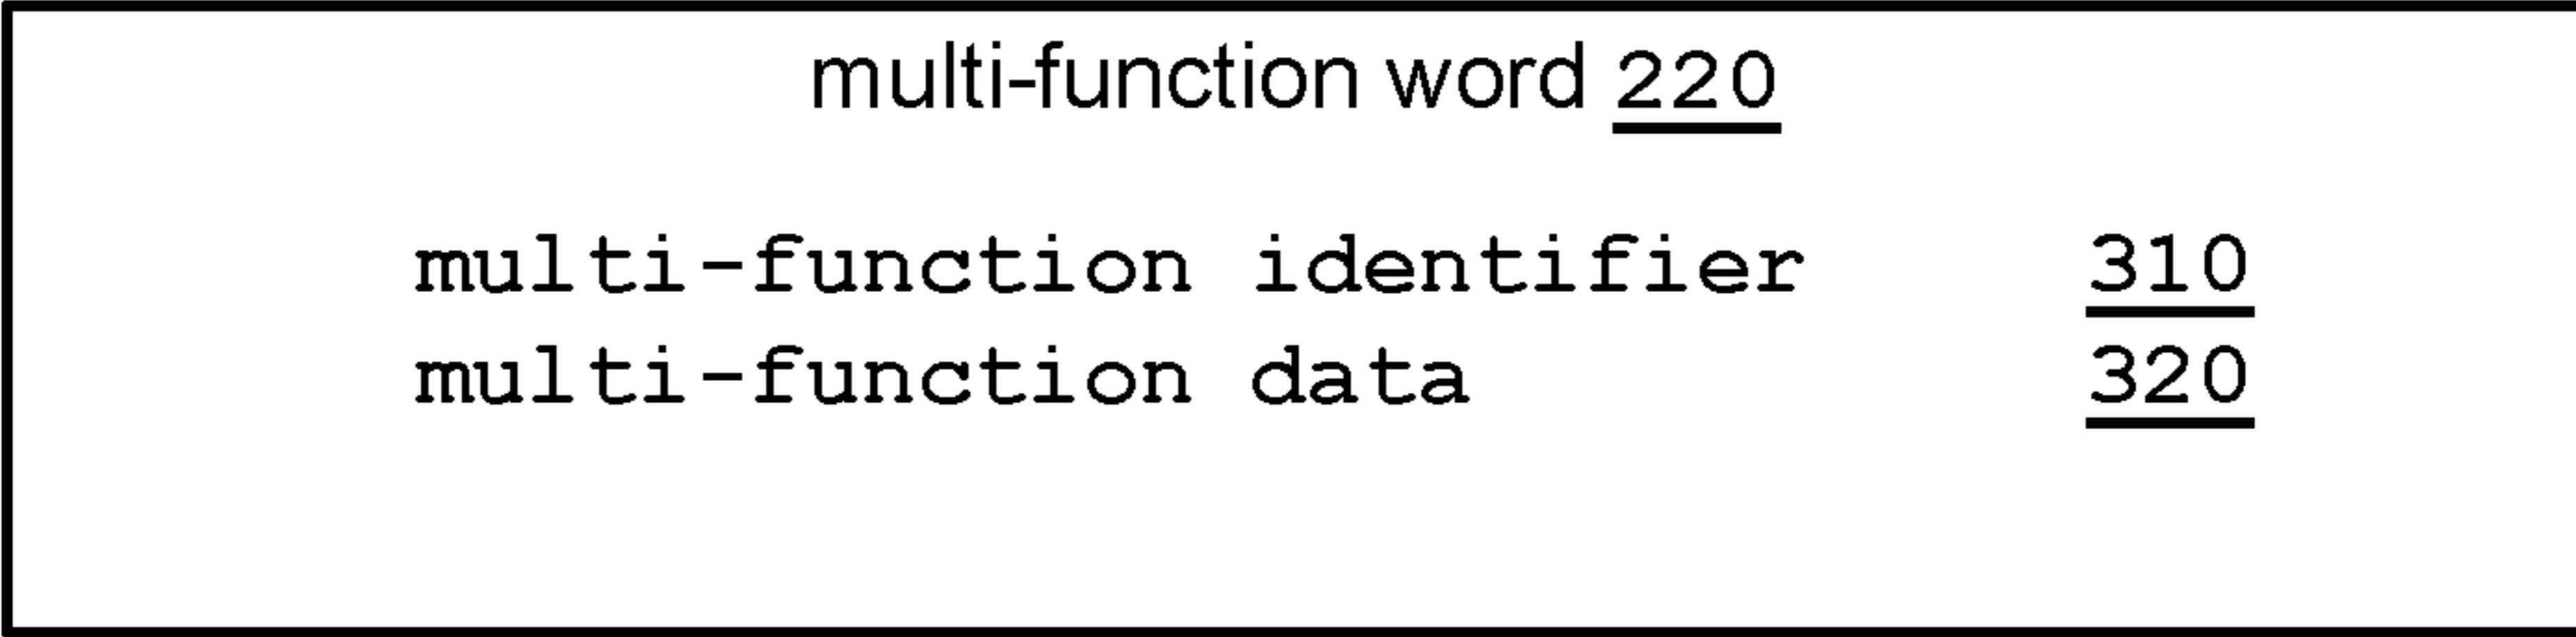 multi-function word 220
multi-function identifier 310
multi-function data 320